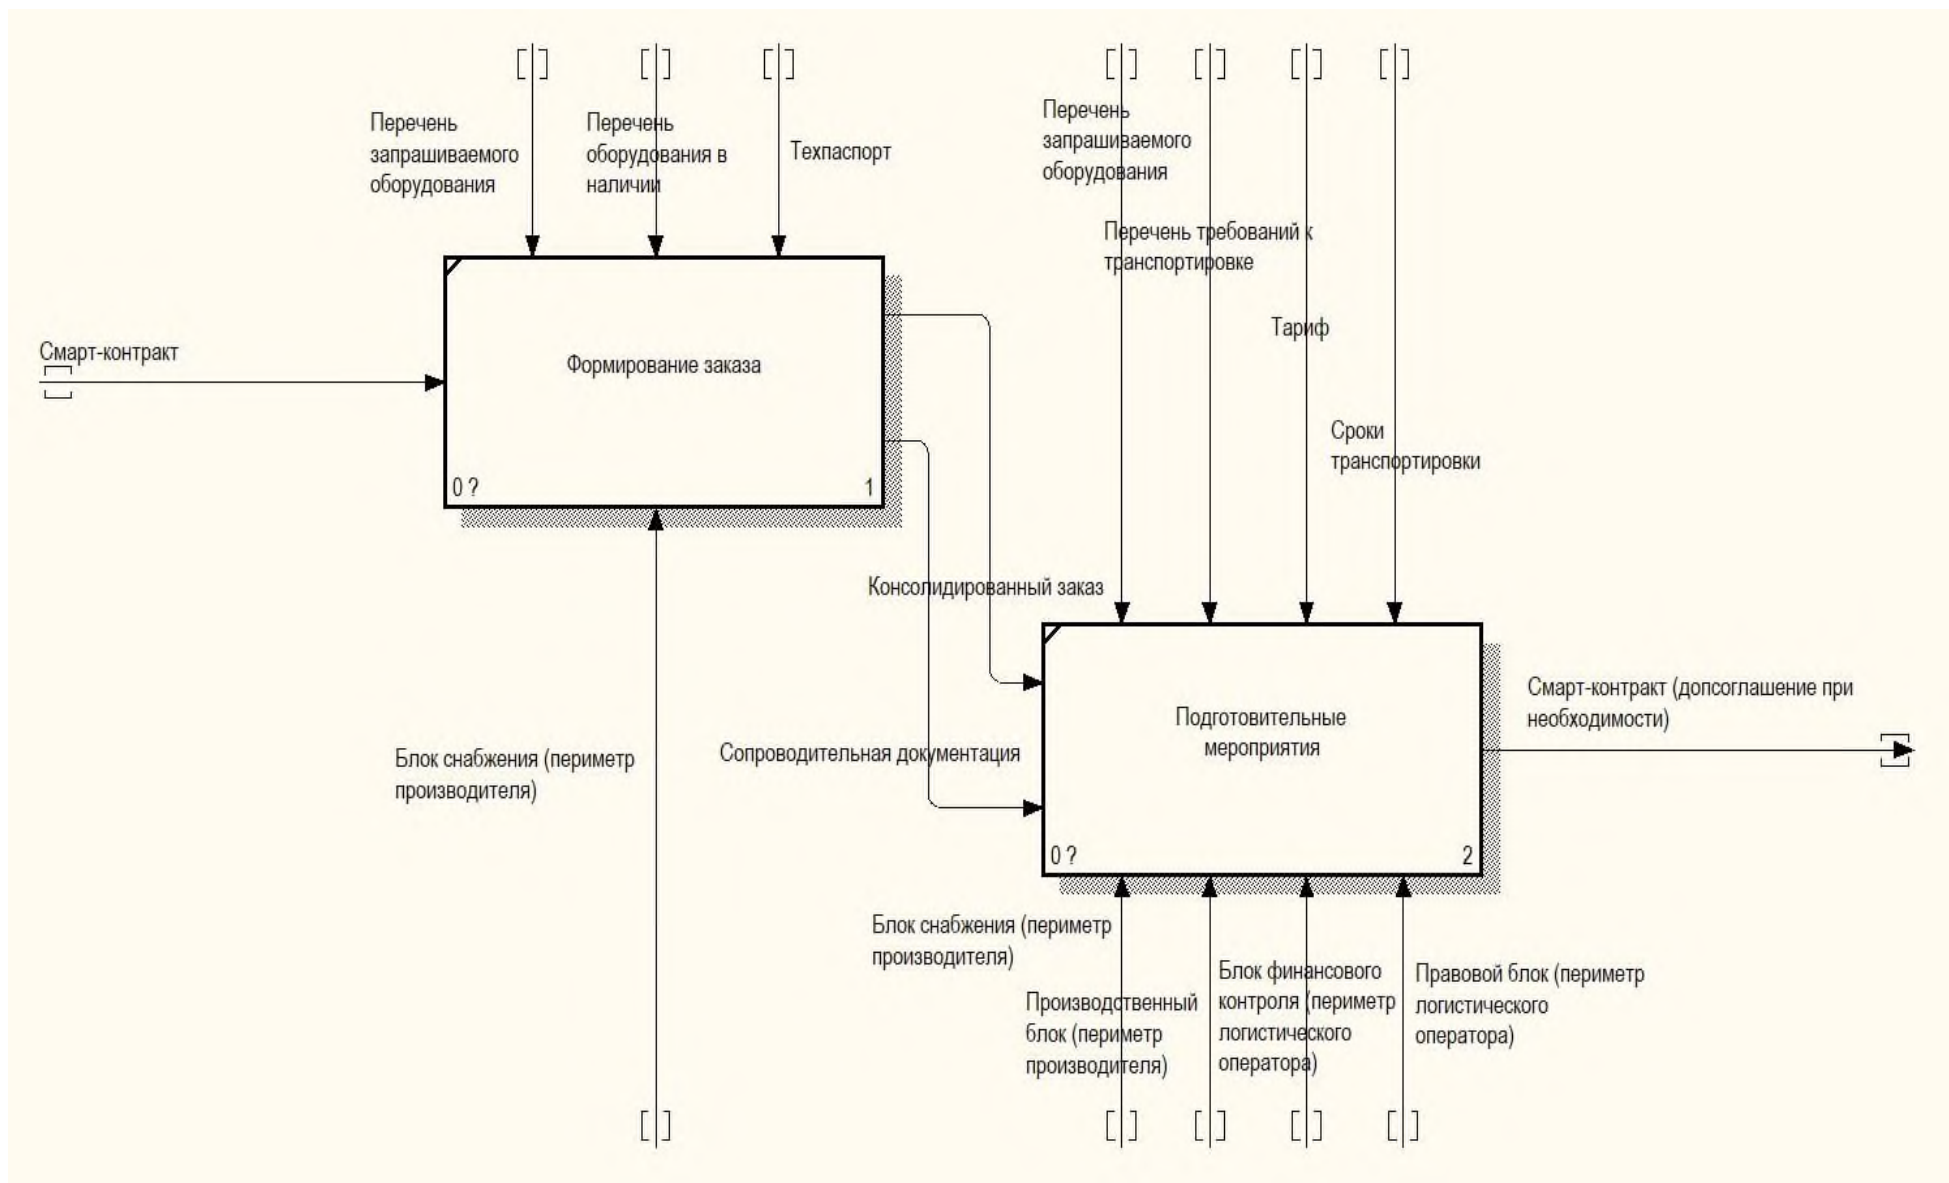 Перечень
запрашиваемого
оборудования
Перечень
оборудования в
наличии
Техпаспорт
Перечень
запрашиваемого
оборудования
Перечень требований к
транспортировке
Тариф
Сроки
транспортировки
Смарт-контракт
Формирование заказа
0 ?
1
Консолидированный заказ
Сопроводительная документация
Блок снабжения (периметр
производителя)
Подготовительные
мероприятия
0 ?
2
Смарт-контракт (допсоглашение при
необходимости)
Блок снабжения (периметр
производителя)
Производственный
блок (периметр
производителя)
Блок финансового
контроля (периметр
логистического
оператора)
Правовой блок (периметр
логистического
оператора)